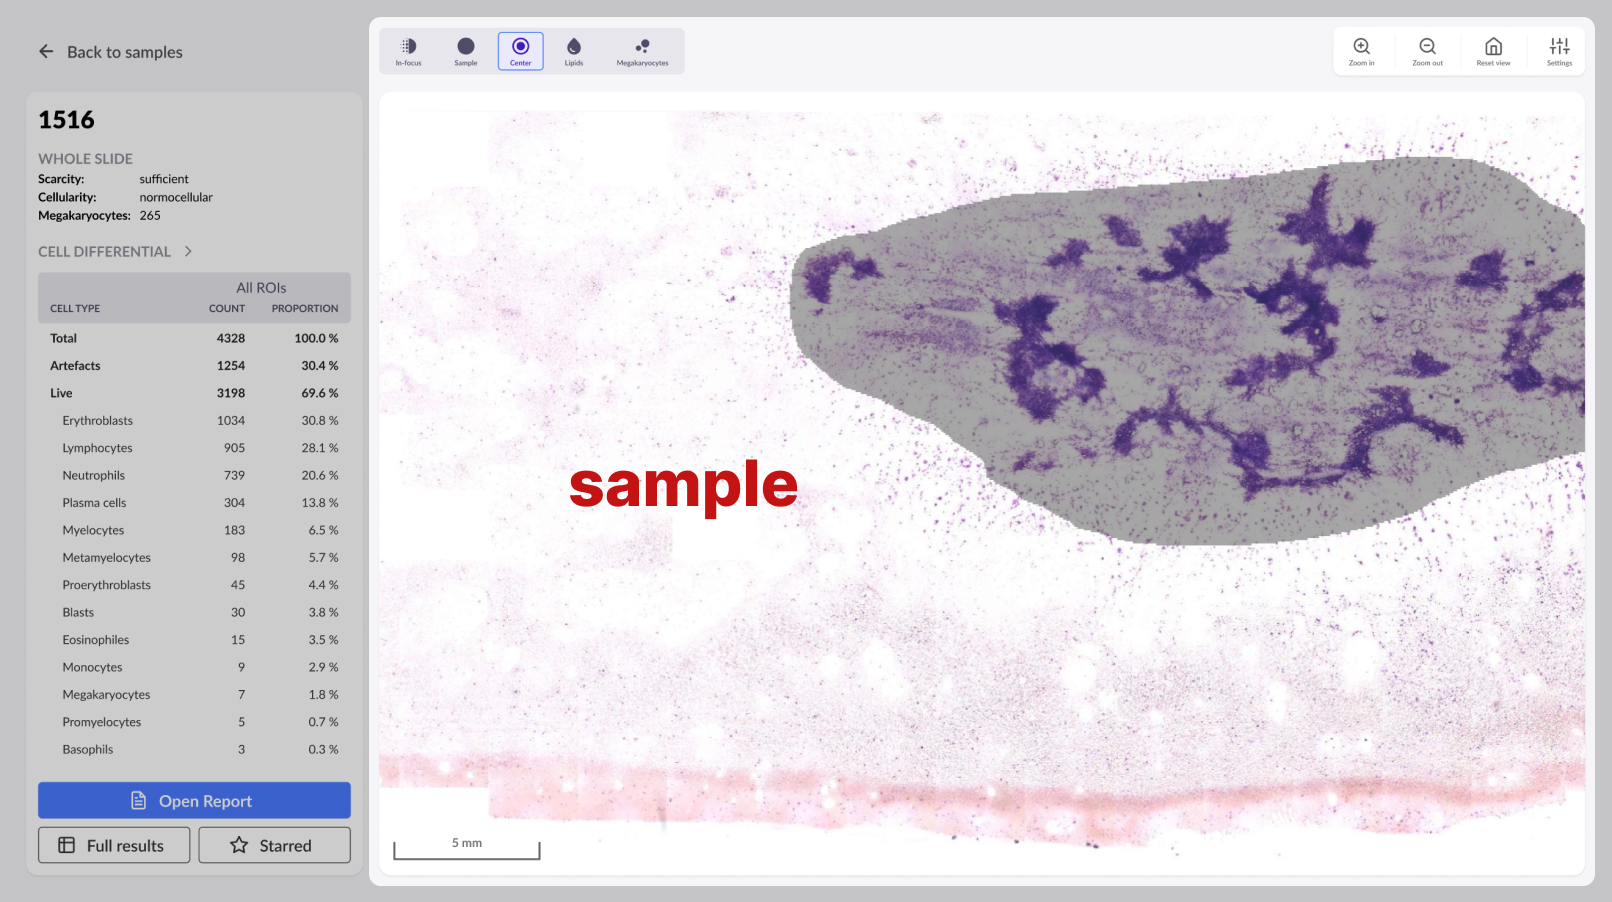 Back to samples
1516
WHOLE SLIDE
Scarcity: sufficient
Cellularity: normocellular
Megakaryocytes: 265
CELL DIFFERENTIAL
All ROIs
CELL TYPE COUNT PROPORTION
Total 4328 100.0 %
Artefacts 1254 30.4 %
Live 3198 69.6 %
Erythroblasts 1034 30.8 %
Lymphocytes 905 28.1 %
Neutrophils 739 20.6 %
Plasma cells 304 13.8 %
Myelocytes 183 6.5 %
Metamyelocytes 98 5.7 %
Proerythroblasts 45 4.4 %
Blasts 30 3.8 %
Eosinophiles 15 3.5 %
Monocytes 9 2.9 %
Megakaryocytes 7 1.8 %
Promyelocytes 5 0.7 %
Basophils 3 0.3 %
Open Report
Full results Starred
In-focus Sample Center Lipids Megakaryocytes
Zoom in Zoom out Reset view Settings
sample
5 mm